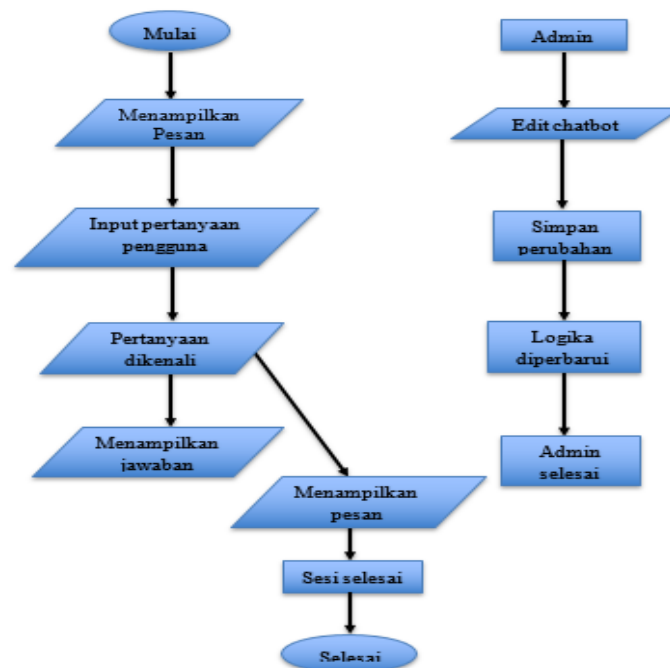 Mulai
Menampilkan
Pesan
Input pertanyaan
pengguna
Pertanyaan
dikenali
Menampilkan
jawaban
Menampilkan
pesan
Sesi selesai
Selesai
Admin
Edit chatbot
Simpan
perubahan
Logika
diperbarui
Admin
selesai